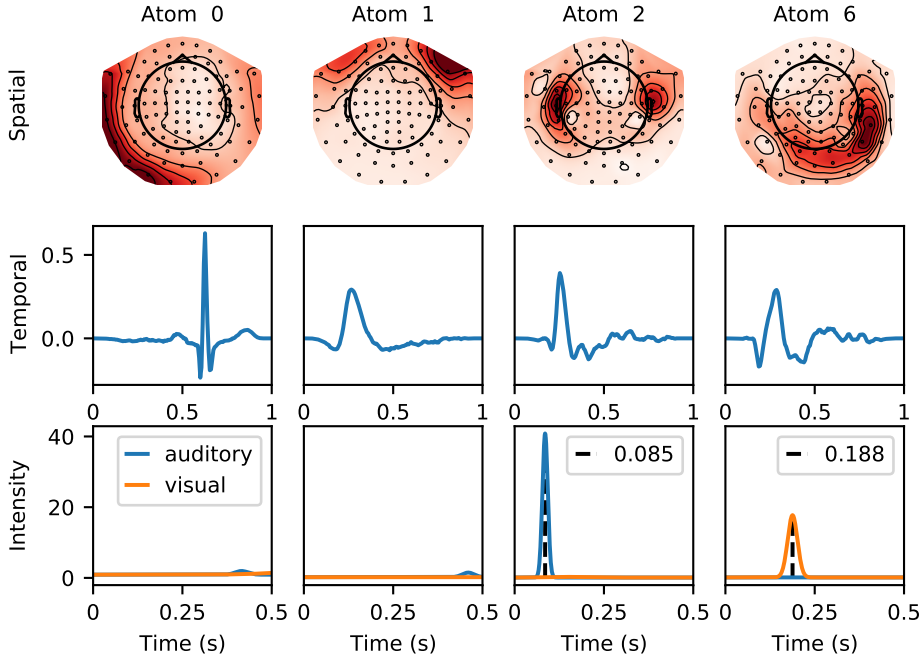 Atom 0 Atom 1 Atom 2 Atom 6
Spatial
Temporal
0.5
0.0
0 0.5 1 0 0.5 1 0 0.5 1 0 0.5 1
Intensity
40
20
0
auditory
visual
0.085
0.188
0 0.25 0.5 0 0.25 0.5 0 0.25 0.5 0 0.25 0.5
Time (s) Time (s) Time (s) Time (s)